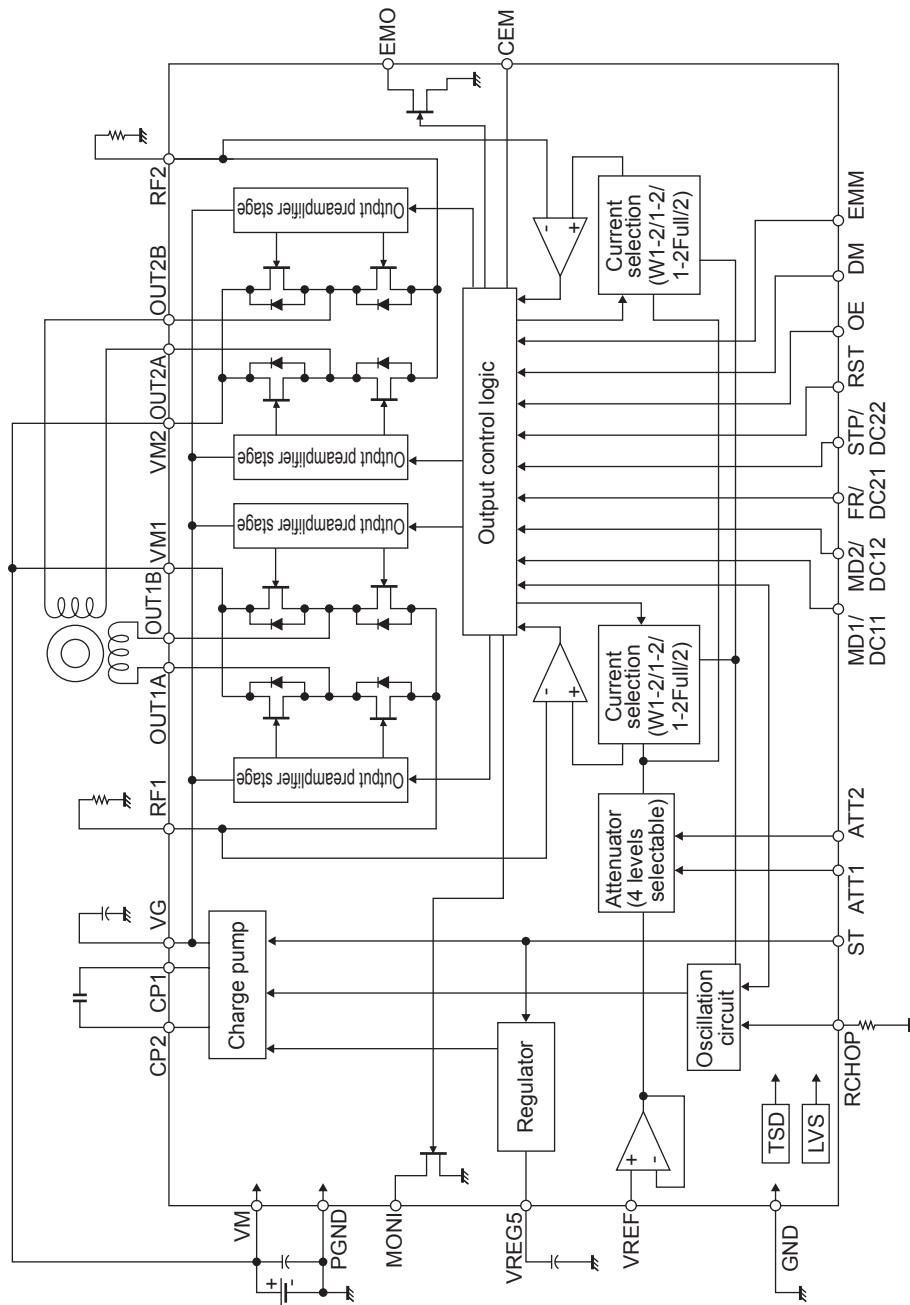 VM
PGND
MONI
VREG5
VREF
GND
+
-
CP2
CP1
VG
RF1
OUT1A
OUT1B
VM1
VM2
OUT2A
OUT2B
RF2
EMO
CEM
Charge pump
Regulator
+
-
TSD
LVS
Oscillation
circuit
Attenuator
(4 levels
selectable)
Current
selection
(W1-2/1-2/
1-2Full/2)
-
+
Output preamplifier stage
Output preamplifier stage
Output preamplifier stage
Output preamplifier stage
Output control logic
-
+
Current
selection
(W1-2/1-2/
1-2Full/2)
RCHOP
ST
ATT1
ATT2
MD1/
DC11
MD2/
DC12
FR/
DC21
STP/
DC22
RST
OE
DM
EMM